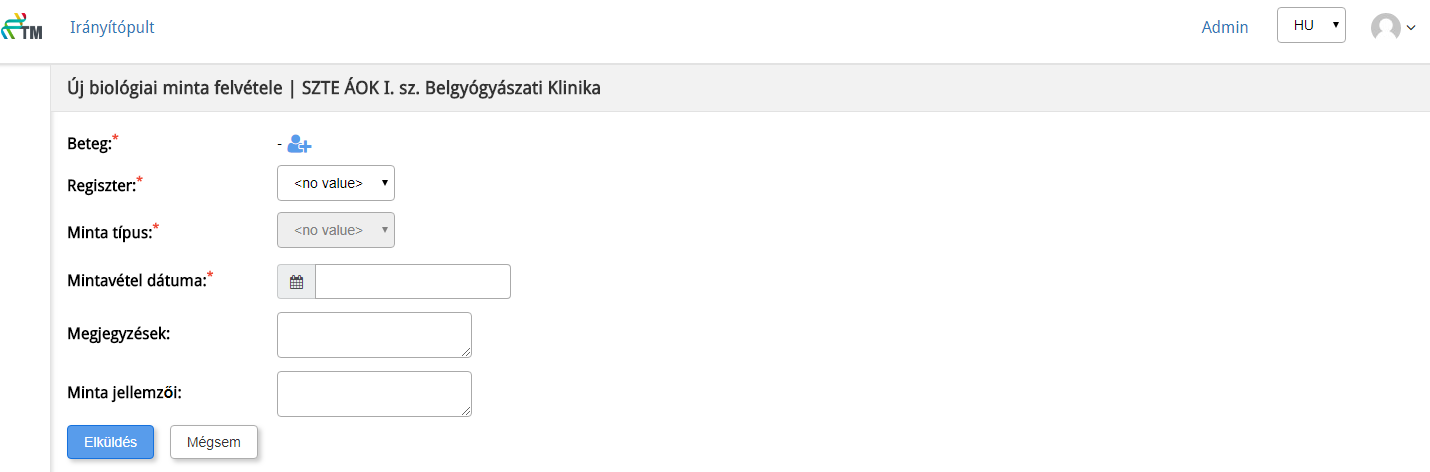 TM Irányítópult Admin HU
Új biológiai minta felvétele | SZTE ÁOK I. sz. Belgyógyászati Klinika
Beteg:* -
Regiszter:* <no value>
Minta típus:* <no value>
Mintavétel dátuma:*
Megjegyzések:
Minta jellemzői:
Elküldés Mégsem